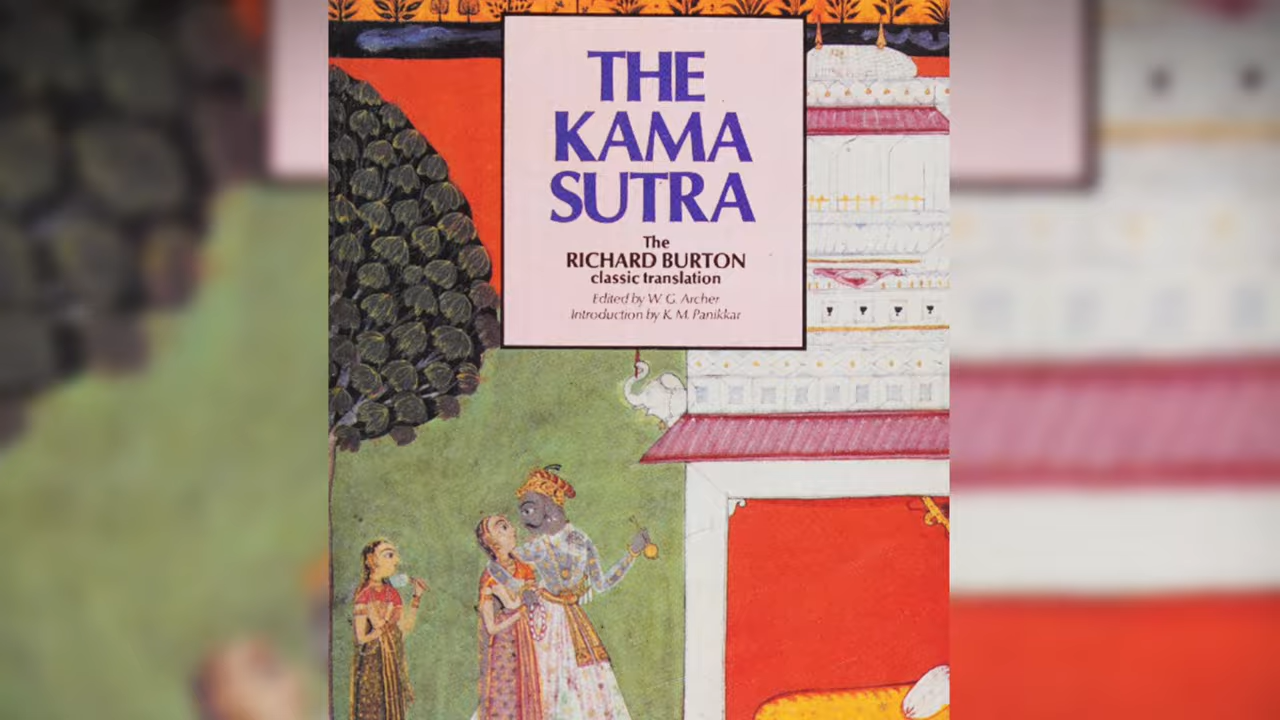 THE
KAMA
SUTRA
The
RICHARD BURTON
classic translation
Edited by W. G. Archer
Introduction by K. M. Panikkar